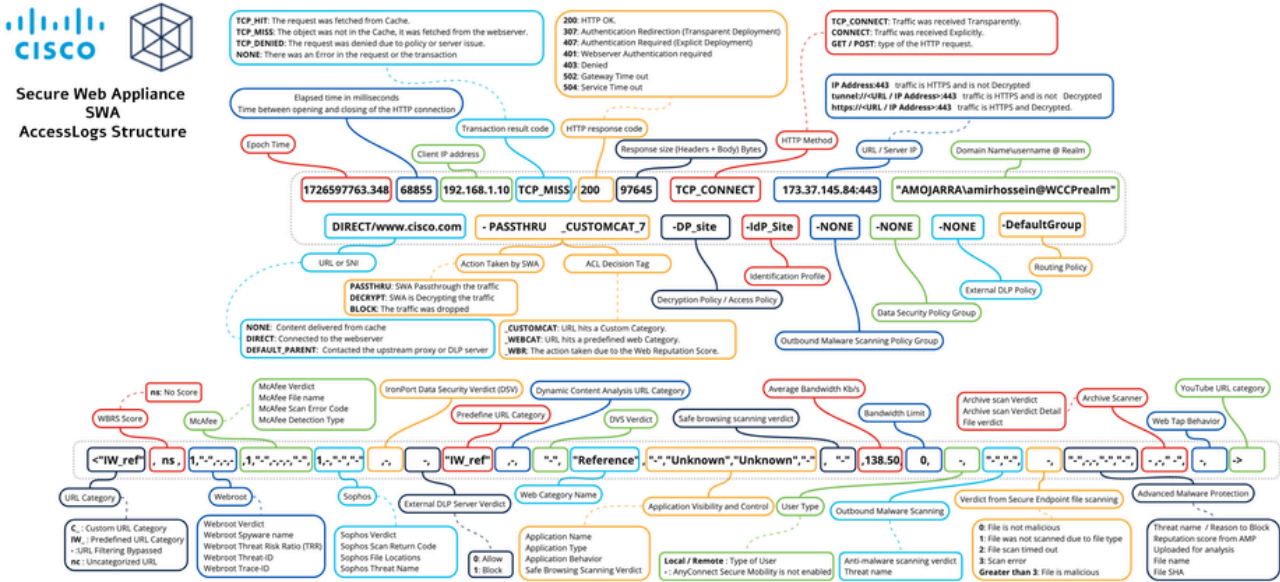 CISCO
Secure Web Appliance
SWA
AccessLogs Structure
TCP_HIT: The request was fetched from Cache.
TCP_MISS: The object was not in the Cache, it was fetched from the webserver.
TCP_DENIED: The request was denied due to policy or server issue.
NONE: There was an Error in the request or the transaction
200: HTTP OK.
307: Authentication Redirection (Transparent Deployment)
407: Authentication Required (Explicit Deployment)
401: Webserver Authentication required
403: Denied
502: Gateway Time out
504: Service Time out
TCP_CONNECT: Traffic was received Transparently.
CONNECT: Traffic was received Explicitly.
GET / POST: type of the HTTP request.
IP Address:443 traffic is HTTPS and is not Decrypted
tunnel://<URL / IP Address>:443 traffic is HTTPS and is not Decrypted
https://<URL / IP Address>:443 traffic is HTTPS and Decrypted.
Elapsed time in milliseconds
Time between opening and closing of the HTTP connection
Transaction result code
HTTP response code
Epoch Time
Client IP address
Response size (Headers + Body) Bytes
HTTP Method
URL / Server IP
Domain Name\username @ Realm
1726597763.348 68855 192.168.1.10 TCP_MISS / 200 97645 TCP_CONNECT 173.37.145.84:443 "AMOJARRA\amirhossein@WCCPrealm"
DIRECT/www.cisco.com - PASSTHRU _CUSTOMCAT_7 -DP_site -IdP_Site -NONE -NONE -NONE -DefaultGroup
URL or SNI
Action Taken by SWA
ACL Decision Tag
Identification Profile
Routing Policy
Decryption Policy / Access Policy
External DLP Policy
Data Security Policy Group
Outbound Malware Scanning Policy Group
PASSTHRU: SWA Passthrough the traffic
DECRYPT: SWA is Decrypting the traffic
BLOCK: The traffic was dropped
NONE: Content delivered from cache
DIRECT: Connected to the webserver
DEFAULT_PARENT: Contacted the upstream proxy or DLP server
_CUSTOMCAT: URL hits a Custom Category.
_WEBCAT: URL hits a predefined web Category.
_WBR: The action taken due to the Web Reputation Score.
ns: No Score
McAfee Verdict
McAfee File name
McAfee Scan Error Code
McAfee Detection Type
IronPort Data Security Verdict (DSV)
Dynamic Content Analysis URL Category
Average Bandwidth Kb/s
YouTube URL category
Archive scan Verdict
Archive scan Verdict Detail
File verdict
Archive Scanner
WBRS Score
McAfee
Predefine URL Category
DVS Verdict
Safe browsing scanning verdict
Bandwidth Limit
Web Tap Behavior
<"IW_ref" , ns , 1,"-",-,-,- ,1,"-",-,-,-,"-", 1,-,"-","-" ,-, -, "IW_ref" ,-, "-", "Reference" , "-","Unknown","Unknown","-" , "-" ,138.50, 0, -, "-","-", -, "-",-,-,"-","-", -,-,"-", -, ->
URL Category
Webroot
Sophos
External DLP Server Verdict
Web Category Name
Application Visibility and Control
User Type
Outbound Malware Scanning
Verdict from Secure Endpoint file scanning
Advanced Malware Protection
C_ : Custom URL Category
IW_ : Predefined URL Category
- :URL Filtering Bypassed
nc : Uncategorized URL
Webroot Verdict
Webroot Spyware name
Webroot Threat Risk Ratio (TRR)
Webroot Threat-ID
Webroot Trace-ID
Sophos Verdict
Sophos Scan Return Code
Sophos File Locations
Sophos Threat Name
0: Allow
1: Block
Application Name
Application Type
Application Behavior
Safe Browsing Scanning Verdict
Local / Remote : Type of User
- : AnyConnect Secure Mobility is not enabled
Anti-malware scanning verdict
Threat name
0: File is not malicious
1: File was not scanned due to file type
2: File scan timed out
3: Scan error
Greater than 3: File is malicious
Threat name / Reason to Block
Reputation score from AMP
Uploaded for analysis
File name
File SHA